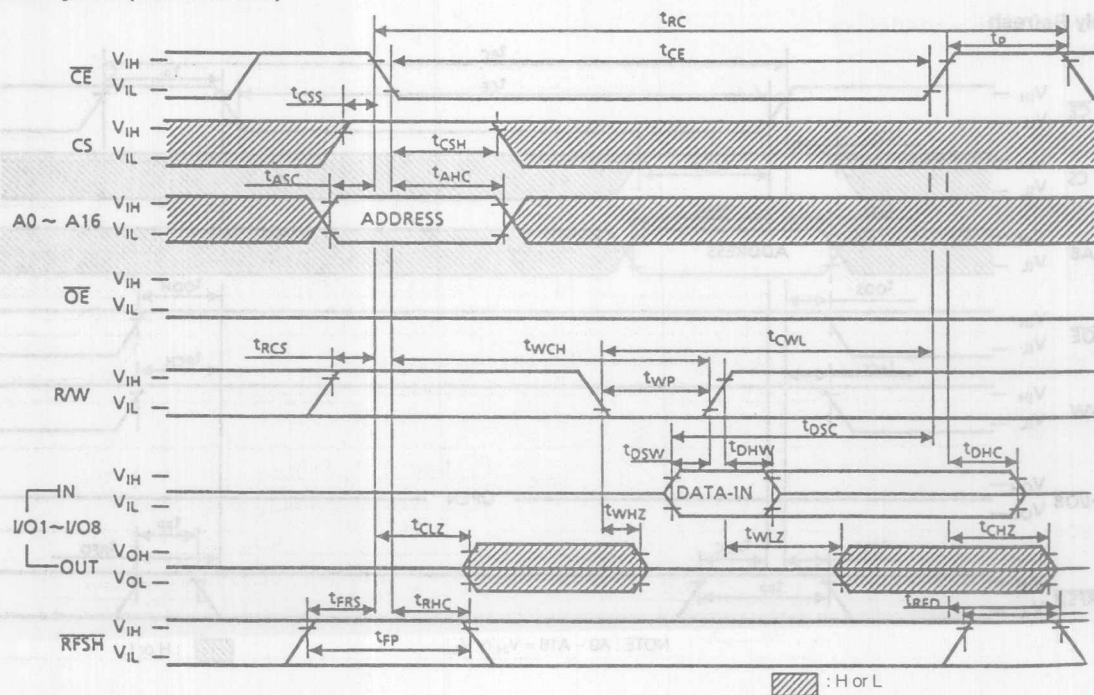 tRC
tP
tCE
CE
VIH
VIL
tCSS
CS
VIH
VIL
tCSH
tASC
tAHC
A0 ~ A16
VIH
VIL
ADDRESS
OE
VIH
VIL
tRCS
tWCH
tCWL
R/W
VIH
VIL
tWP
tDSC
tDSW
tDHW
tDHC
IN
VIH
VIL
DATA-IN
I/O1~I/O8
tWHZ
tCLZ
tWLZ
tCHZ
OUT
VOH
VOL
tFRS
tRHC
tRFD
RFSH
VIH
VIL
tFP
: H or L